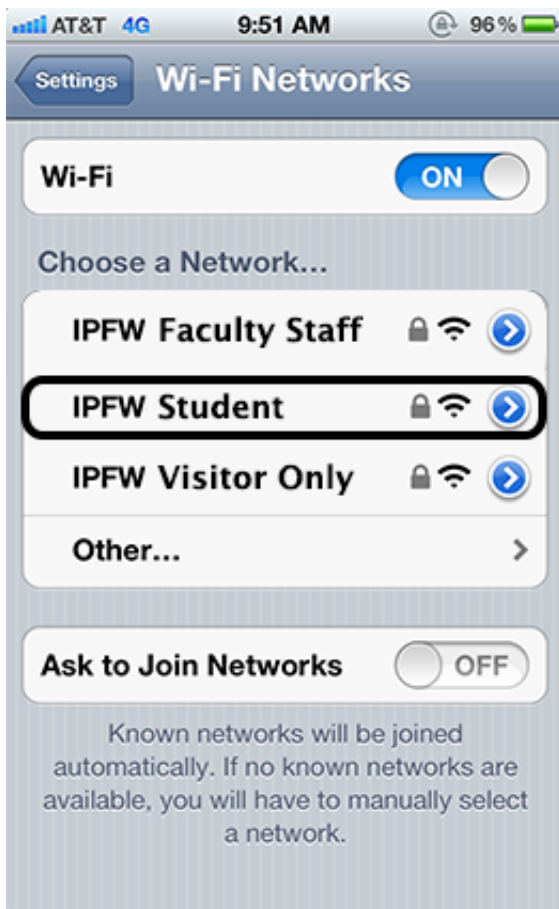 AT&T 4G 9:51 AM 96%
Settings Wi-Fi Networks
Wi-Fi ON
Choose a Network...
IPFW Faculty Staff
IPFW Student
IPFW Visitor Only
Other...
Ask to Join Networks OFF
Known networks will be joined
automatically. If no known networks are
available, you will have to manually select
a network.